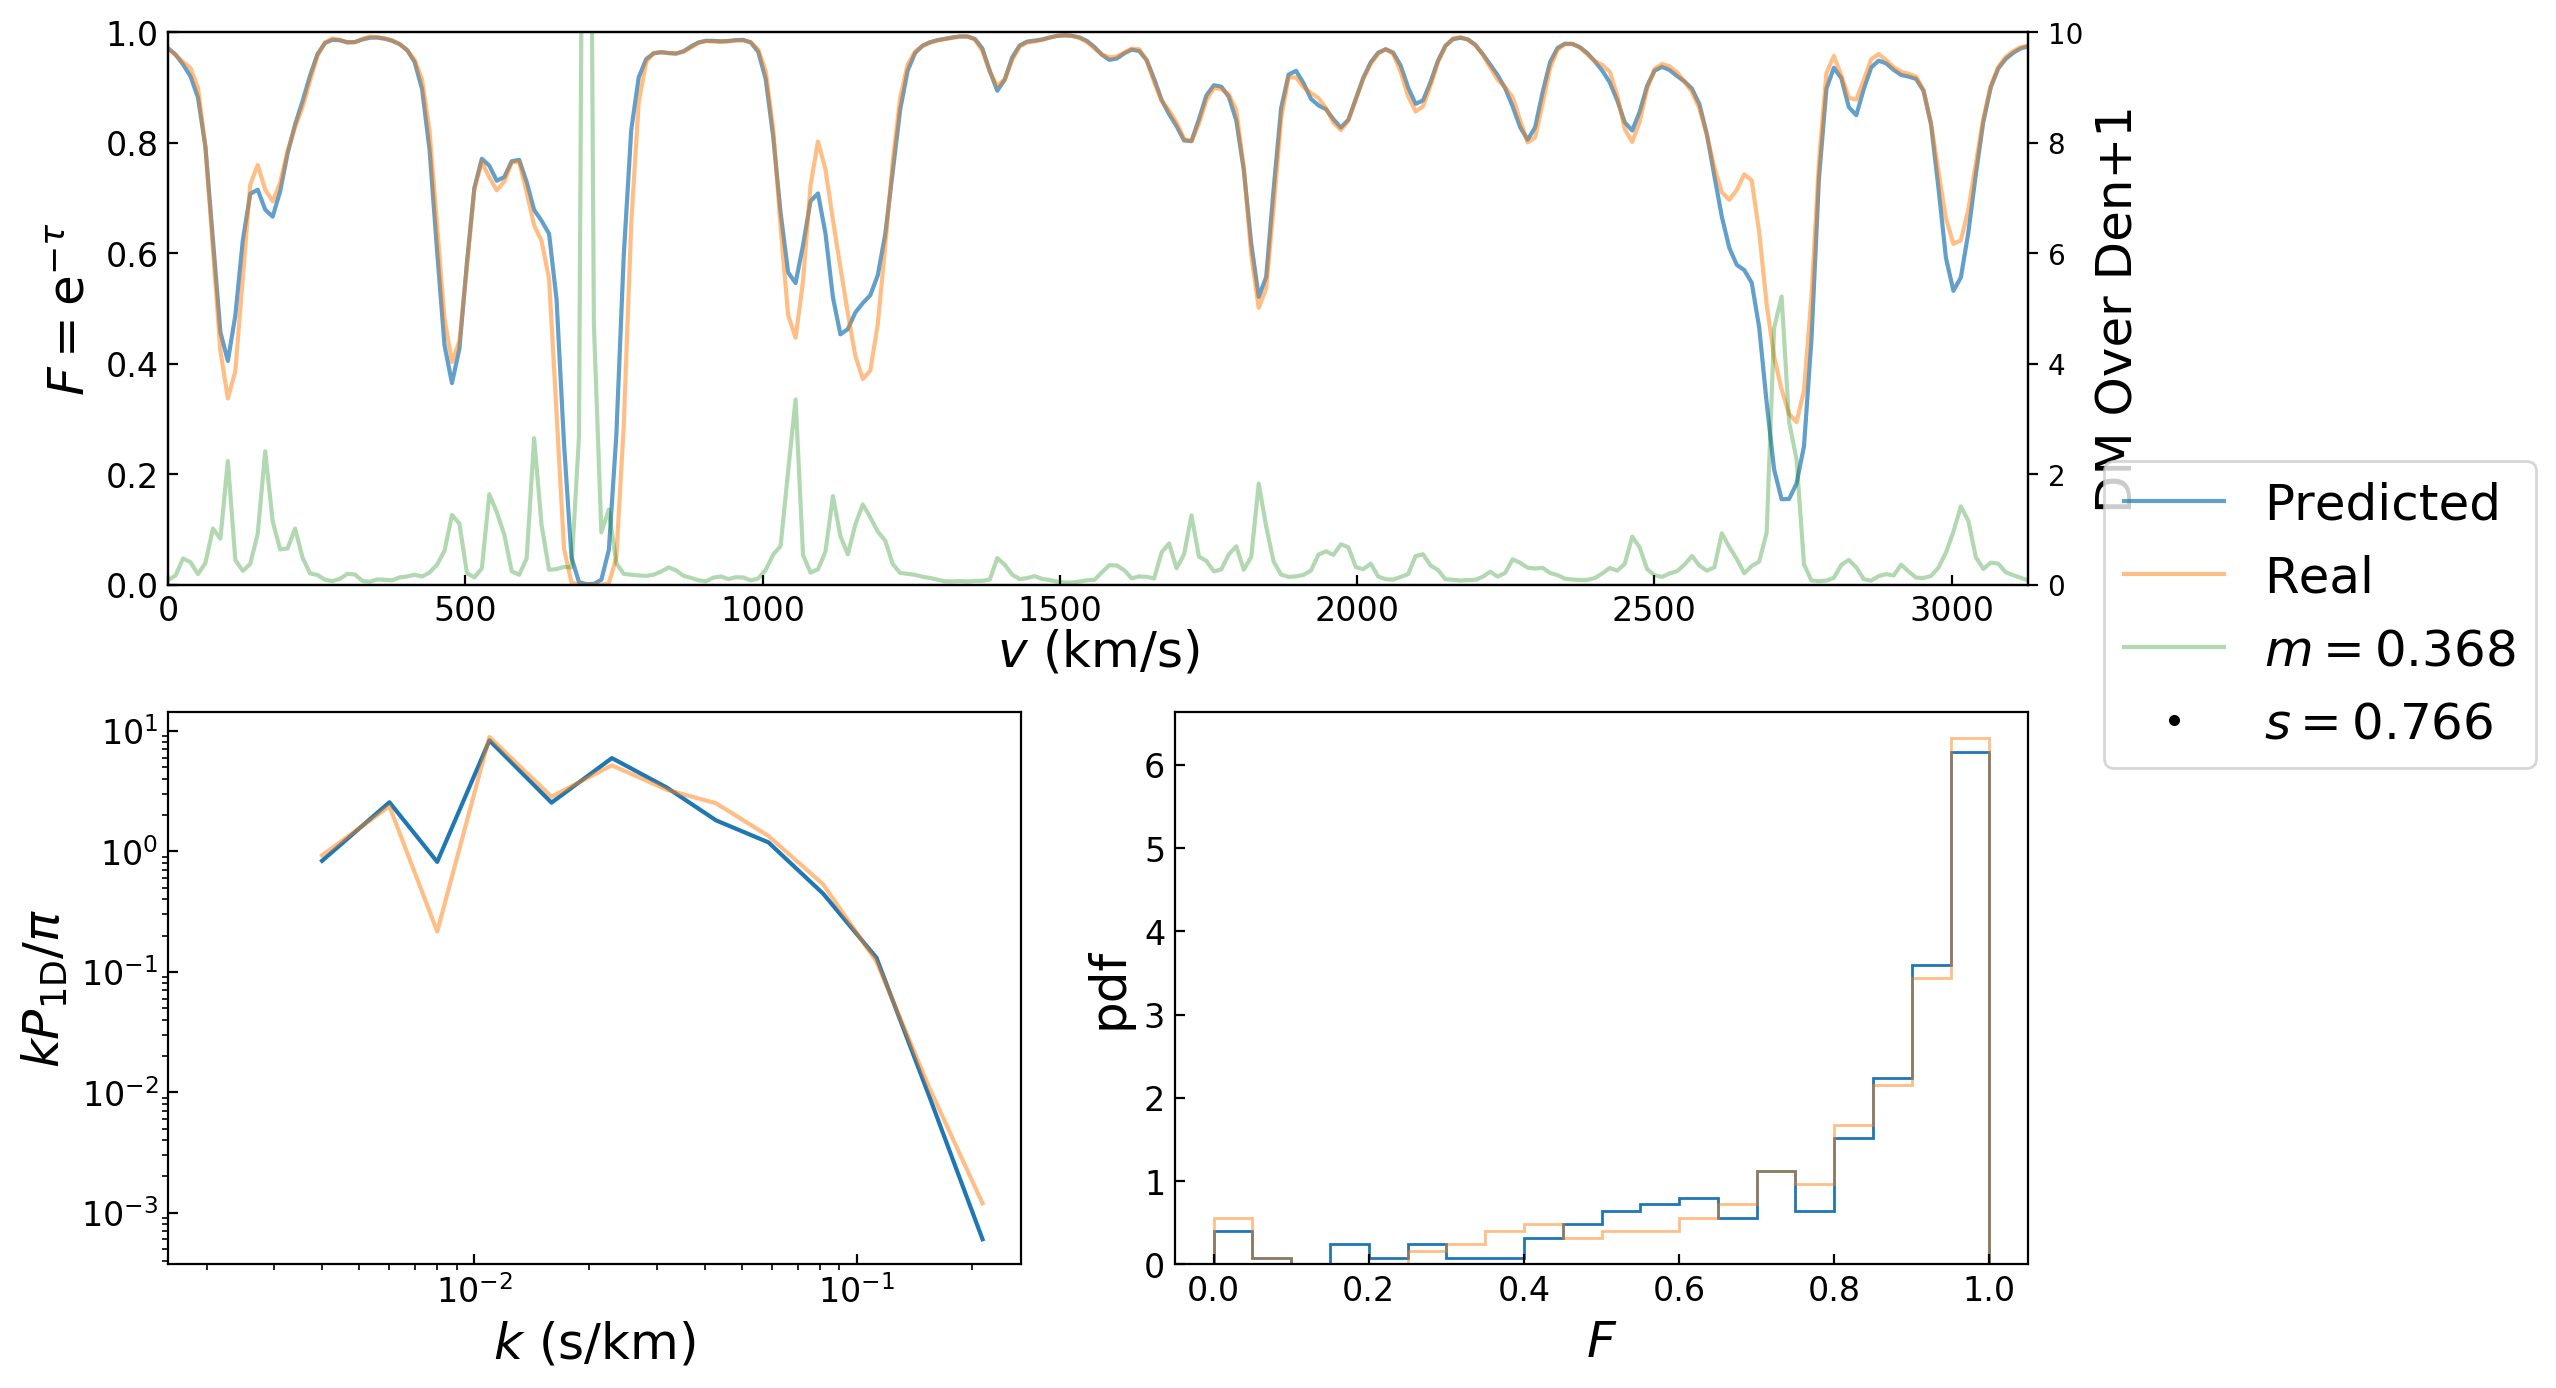 1.0
0.8
0.6
0.4
0.2
0.0
F = e^{−τ}
10
8
6
4
2
0
DM Over Den+1
0 500 1000 1500 2000 2500 3000
v (km/s)
Predicted
Real
m = 0.368
s = 0.766
10^1
10^0
10^{−1}
10^{−2}
10^{−3}
kP_{1D}/π
10^{−2} 10^{−1}
k (s/km)
6
5
4
3
2
1
0
pdf
0.0 0.2 0.4 0.6 0.8 1.0
F